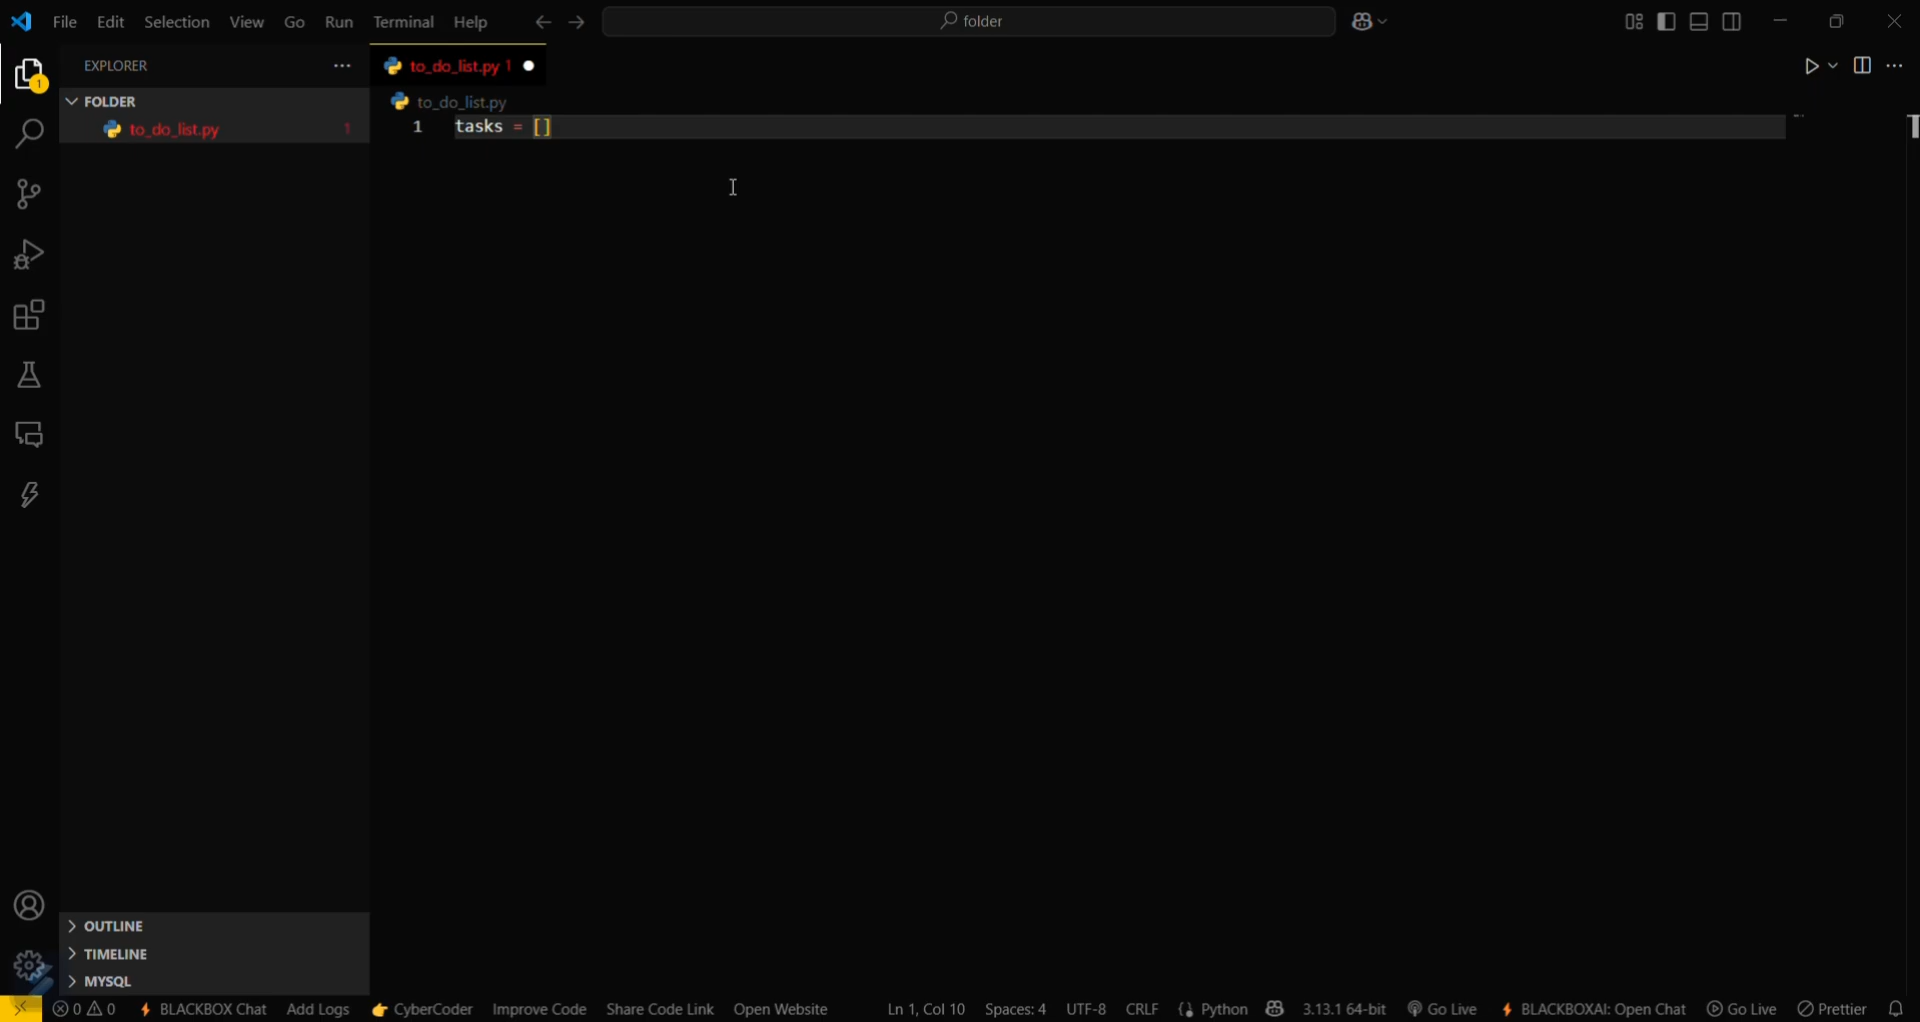 File Edit Selection View Go Run Terminal Help
folder
EXPLORER
to_do_list.py 1
FOLDER
to_do_list.py 1
to_do_list.py
1 tasks = []
1
OUTLINE
TIMELINE
MYSQL
0 0 BLACKBOX Chat Add Logs CyberCoder Improve Code Share Code Link Open Website Ln 1, Col 10 Spaces: 4 UTF-8 CRLF {} Python 3.13.1 64-bit Go Live BLACKBOXAI: Open Chat Go Live Prettier